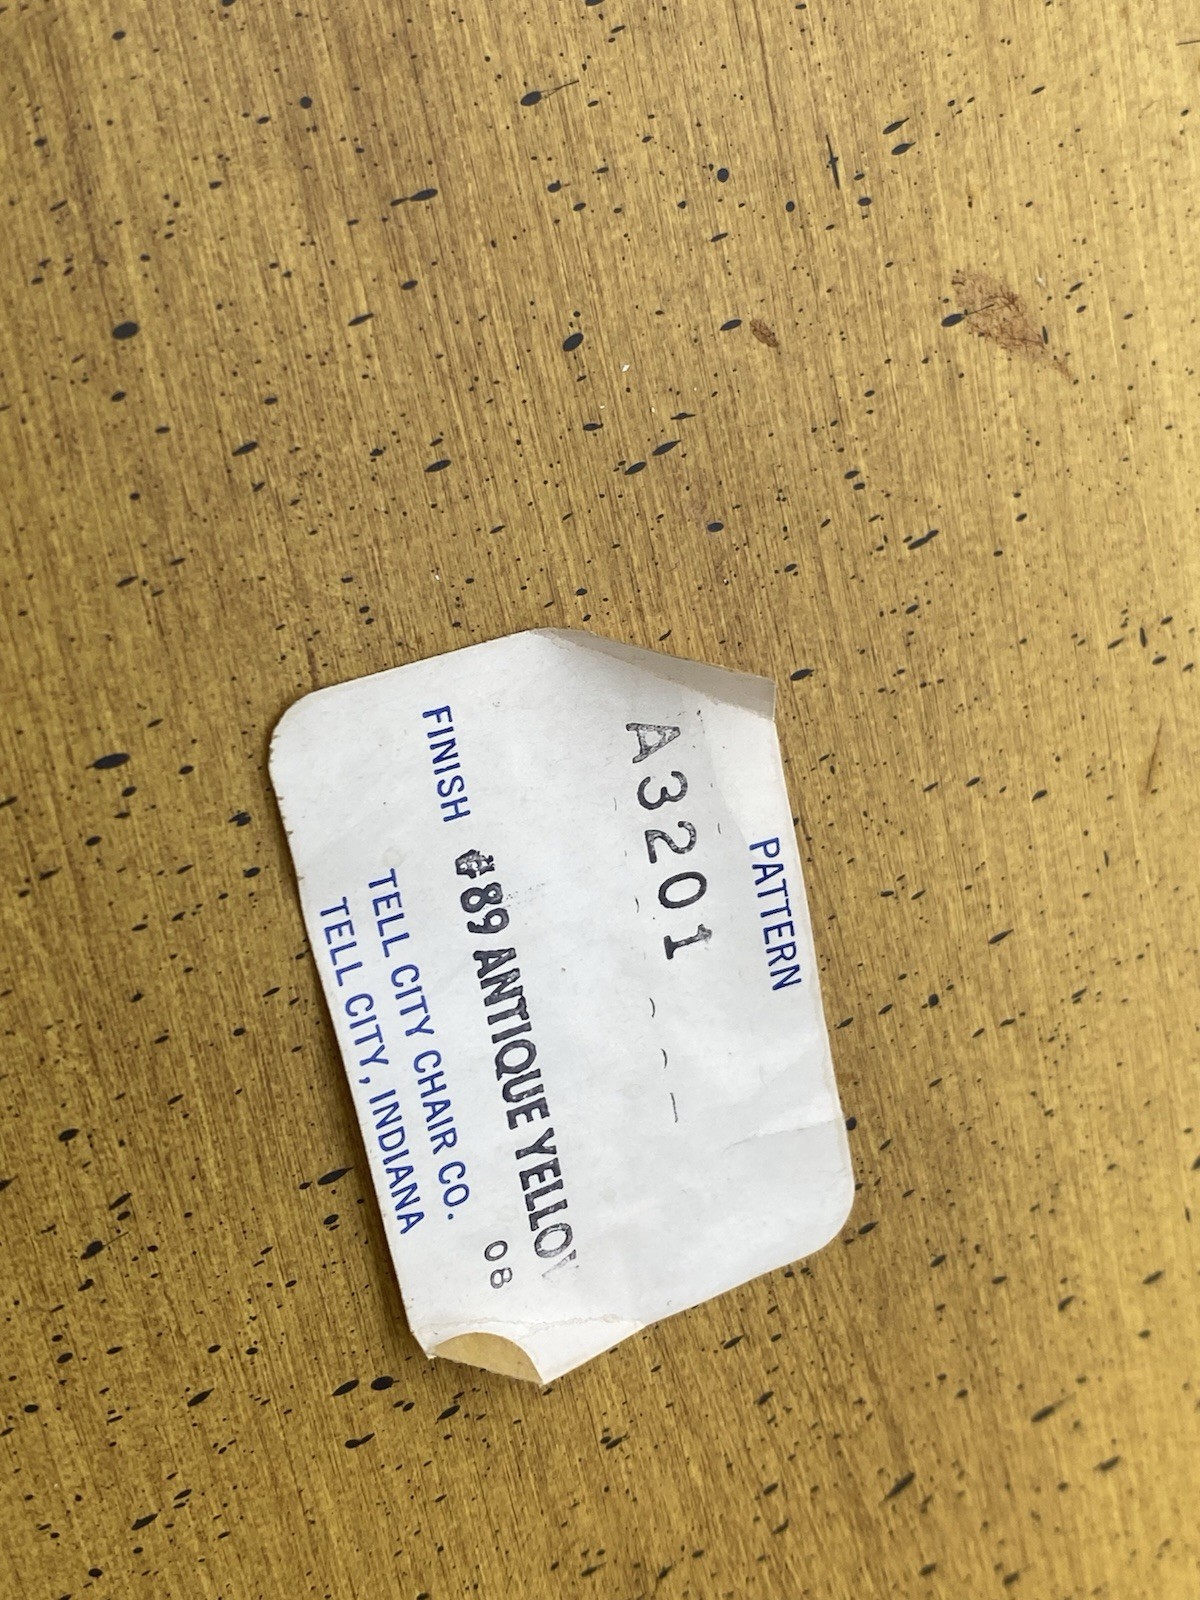 PATTERN
A3201
FINISH #89 ANTIQUE YELLOW
08
TELL CITY CHAIR CO.
TELL CITY, INDIANA